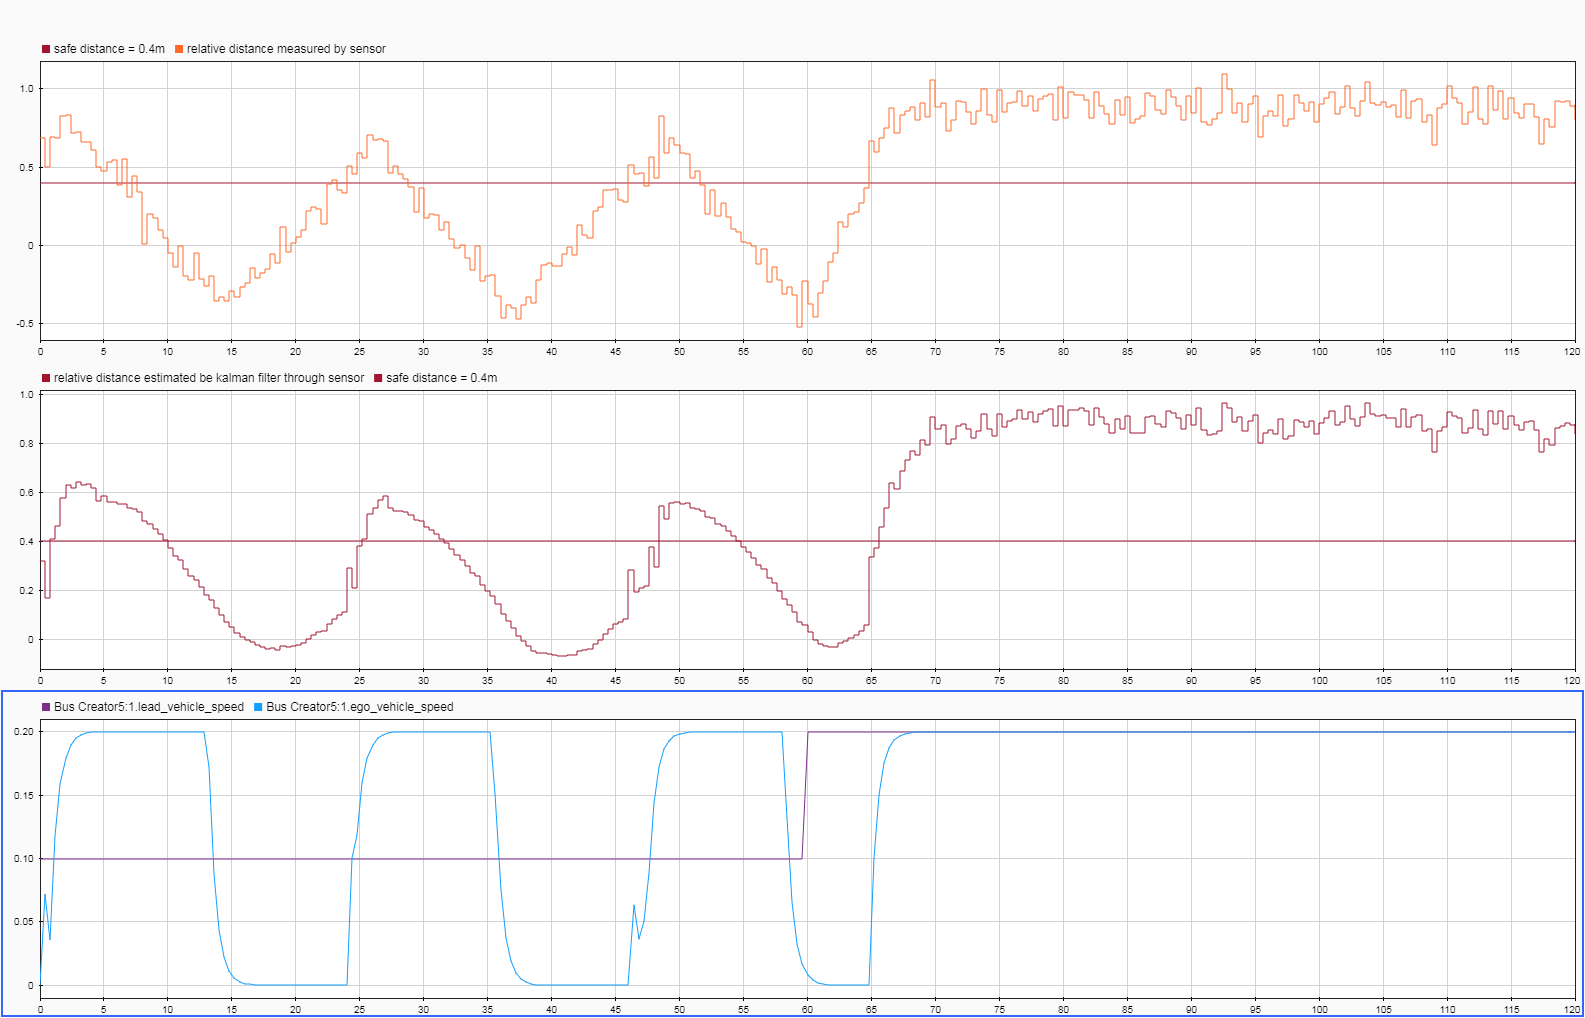 safe distance = 0.4m relative distance measured by sensor
1.0
0.5
0
-0.5
0 5 10 15 20 25 30 35 40 45 50 55 60 65 70 75 80 85 90 95 100 105 110 115 120
relative distance estimated be kalman filter through sensor safe distance = 0.4m
1.0
0.8
0.6
0.4
0.2
0
0 5 10 15 20 25 30 35 40 45 50 55 60 65 70 75 80 85 90 95 100 105 110 115 120
Bus Creator5:1.lead_vehicle_speed Bus Creator5:1.ego_vehicle_speed
0.20
0.15
0.10
0.05
0
0 5 10 15 20 25 30 35 40 45 50 55 60 65 70 75 80 85 90 95 100 105 110 115 120